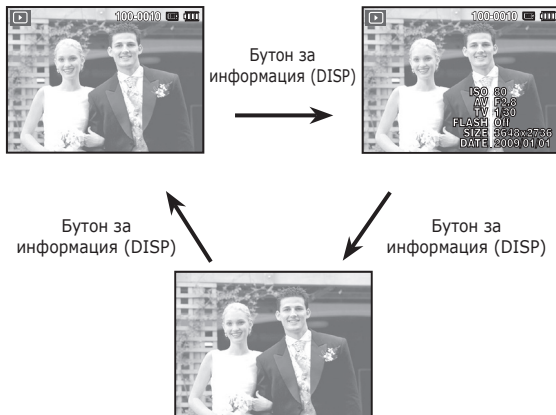 100-0010
100-0010
Бутон за
информация (DISP)
ISO 80
AV F2.8
TV 1/30
FLASH Off
SIZE 3648x2736
DATE 2009/01/01
Бутон за
информация (DISP)
Бутон за
информация (DISP)